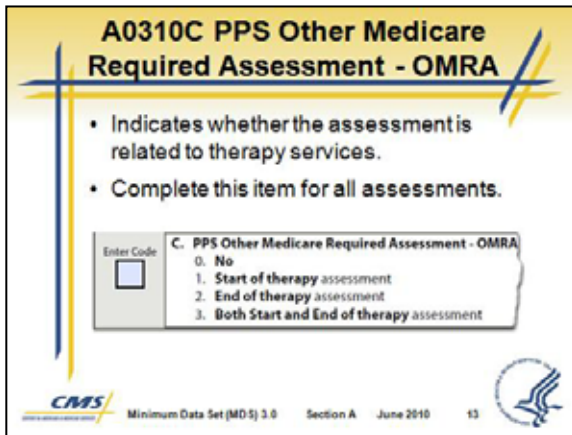 A0310C PPS Other Medicare
Required Assessment - OMRA
• Indicates whether the assessment is
related to therapy services.
• Complete this item for all assessments.
Enter Code
C. PPS Other Medicare Required Assessment - OMRA
0. No
1. Start of therapy assessment
2. End of therapy assessment
3. Both Start and End of therapy assessment
CMS
Minimum Data Set (MDS) 3.0 Section A June 2010 13